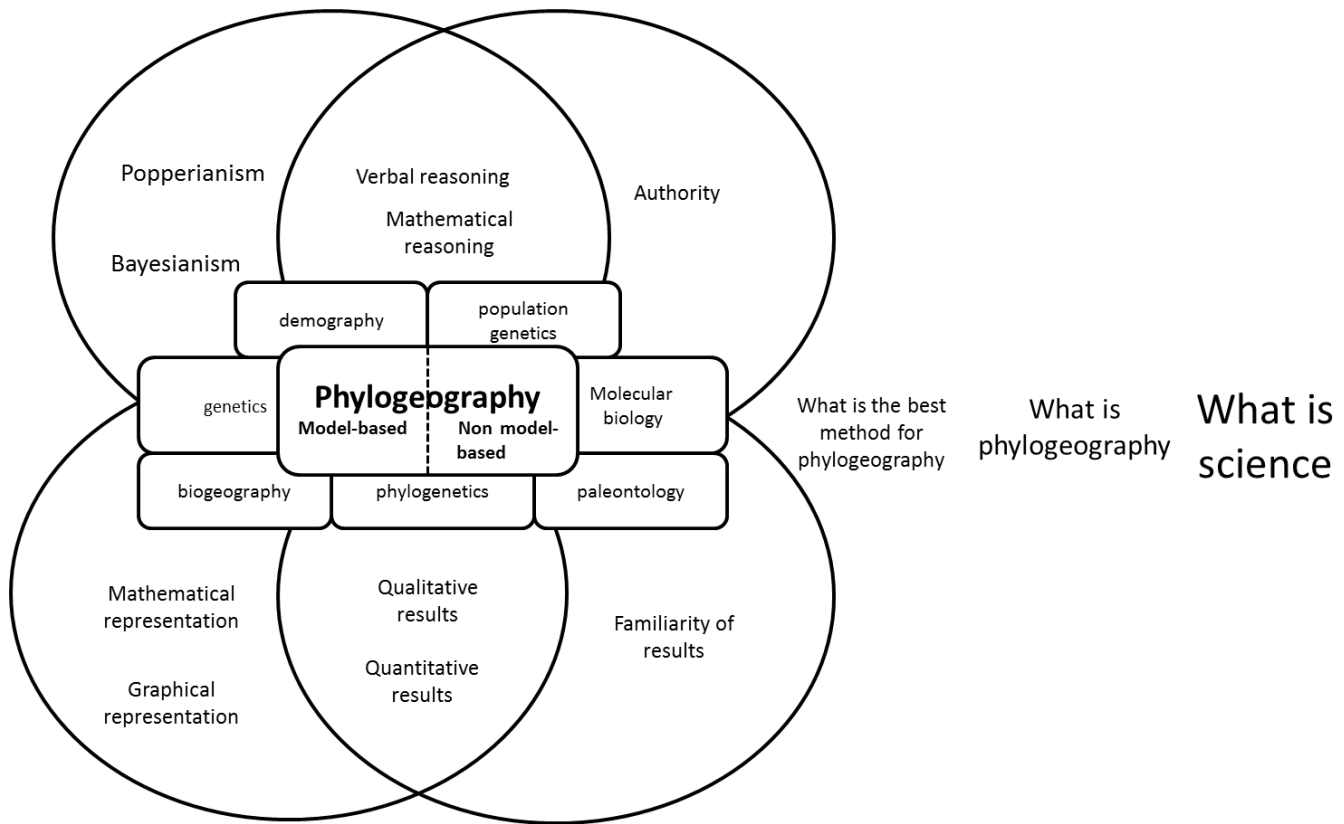 Popperianism
Bayesianism
Verbal reasoning
Mathematical
reasoning
Authority
demography
population
genetics
genetics
Phylogeography
Model-based
Non model-
based
Molecular
biology
biogeography
phylogenetics
paleontology
Mathematical
representation
Graphical
representation
Qualitative
results
Quantitative
results
Familiarity of
results
What is the best
method for
phylogeography
What is
phylogeography
What is
science